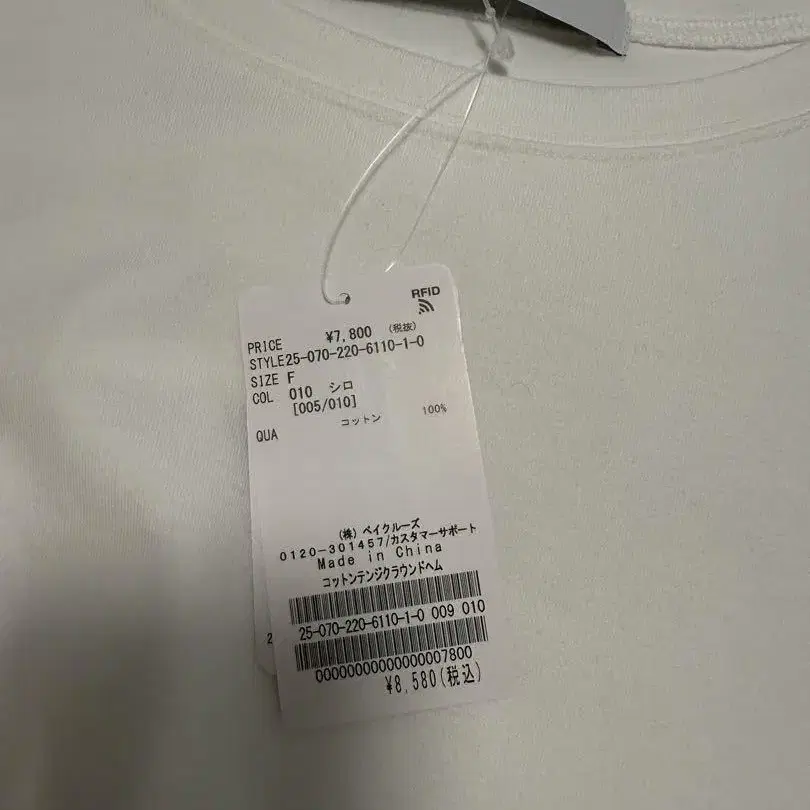 RFID
PRICE ¥7,800 (税抜)
STYLE25-070-220-6110-1-0
SIZE F
COL 010 シロ
[005/010]
QUA コットン 100%
(株) ベイクルーズ
0120-301457/カスタマーサポート
Made in China
コットンテンジクラウンドヘム
25-070-220-6110-1-0 009 010
2
00000000000000007800
¥8,580(税込)